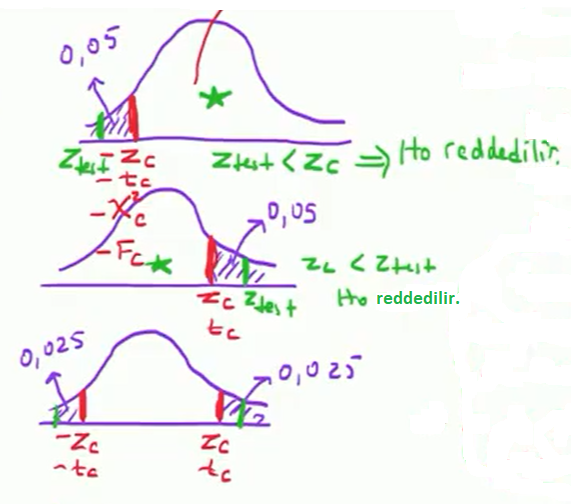 0,05
Ztest -Zc Ztest < Zc ⇒ Ho reddedilir.
-tc
-X²c
0,05
-Fc
Zc < Ztest
Zc Ztest Ho reddedilir.
tc
0,025 0,025
-Zc Zc
-tc tc